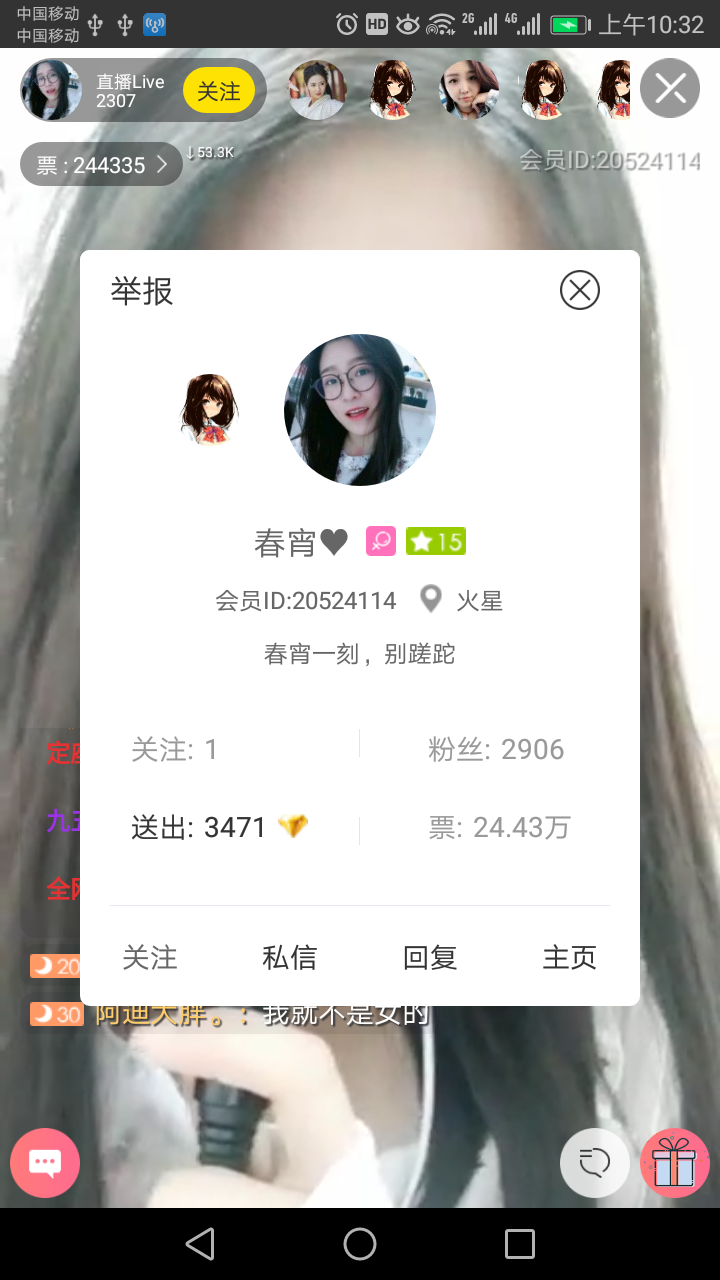 中国移动
中国移动
HD
2G
4G
上午10:32
直播Live
2307
关注
票 : 244335
↓53.3K
会员ID:20524114
举报
春宵♥
15
会员ID:20524114
火星
春宵一刻，别蹉跎
关注: 1
粉丝: 2906
送出: 3471
票: 24.43万
关注
私信
回复
主页
九五
全网
20
30 阿迪大胖。: 我就不是女的